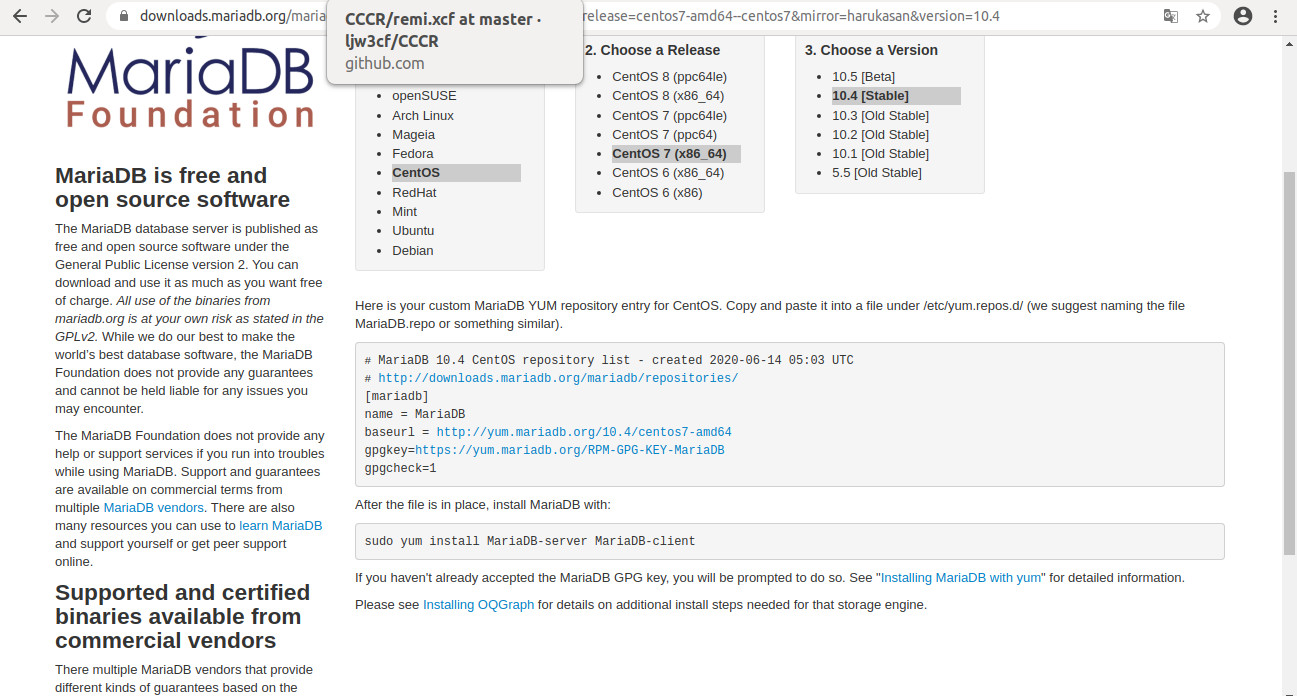 downloads.mariadb.org/maria
release=centos7-amd64--centos7&mirror=harukasan&version=10.4
CCCR/remi.xcf at master ·
ljw3cf/CCCR
github.com
MariaDB
Foundation
MariaDB is free and
open source software
The MariaDB database server is published as
free and open source software under the
General Public License version 2. You can
download and use it as much as you want free
of charge. All use of the binaries from
mariadb.org is at your own risk as stated in the
GPLv2. While we do our best to make the
world's best database software, the MariaDB
Foundation does not provide any guarantees
and cannot be held liable for any issues you
may encounter.
The MariaDB Foundation does not provide any
help or support services if you run into troubles
while using MariaDB. Support and guarantees
are available on commercial terms from
multiple MariaDB vendors. There are also
many resources you can use to learn MariaDB
and support yourself or get peer support
online.
Supported and certified
binaries available from
commercial vendors
There multiple MariaDB vendors that provide
different kinds of guarantees based on the
openSUSE
Arch Linux
Mageia
Fedora
CentOS
RedHat
Mint
Ubuntu
Debian
2. Choose a Release
CentOS 8 (ppc64le)
CentOS 8 (x86_64)
CentOS 7 (ppc64le)
CentOS 7 (ppc64)
CentOS 7 (x86_64)
CentOS 6 (x86_64)
CentOS 6 (x86)
3. Choose a Version
10.5 [Beta]
10.4 [Stable]
10.3 [Old Stable]
10.2 [Old Stable]
10.1 [Old Stable]
5.5 [Old Stable]
Here is your custom MariaDB YUM repository entry for CentOS. Copy and paste it into a file under /etc/yum.repos.d/ (we suggest naming the file
MariaDB.repo or something similar).
# MariaDB 10.4 CentOS repository list - created 2020-06-14 05:03 UTC
# http://downloads.mariadb.org/mariadb/repositories/
[mariadb]
name = MariaDB
baseurl = http://yum.mariadb.org/10.4/centos7-amd64
gpgkey=https://yum.mariadb.org/RPM-GPG-KEY-MariaDB
gpgcheck=1
After the file is in place, install MariaDB with:
sudo yum install MariaDB-server MariaDB-client
If you haven't already accepted the MariaDB GPG key, you will be prompted to do so. See "Installing MariaDB with yum" for detailed information.
Please see Installing OQGraph for details on additional install steps needed for that storage engine.